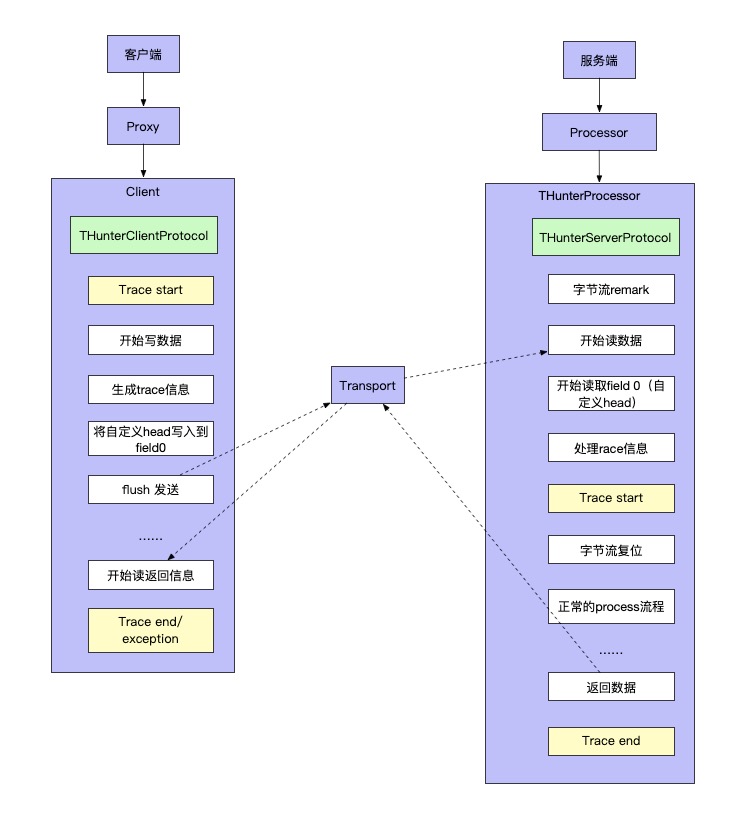 客户端
Proxy
Client
THunterClientProtocol
Trace start
开始写数据
生成trace信息
将自定义head写入到
field0
flush 发送
......
开始读返回信息
Trace end/
exception
Transport
服务端
Processor
THunterProcessor
THunterServerProtocol
字节流remark
开始读数据
开始读取field 0（自
定义head）
处理race信息
Trace start
字节流复位
正常的process流程
......
返回数据
Trace end